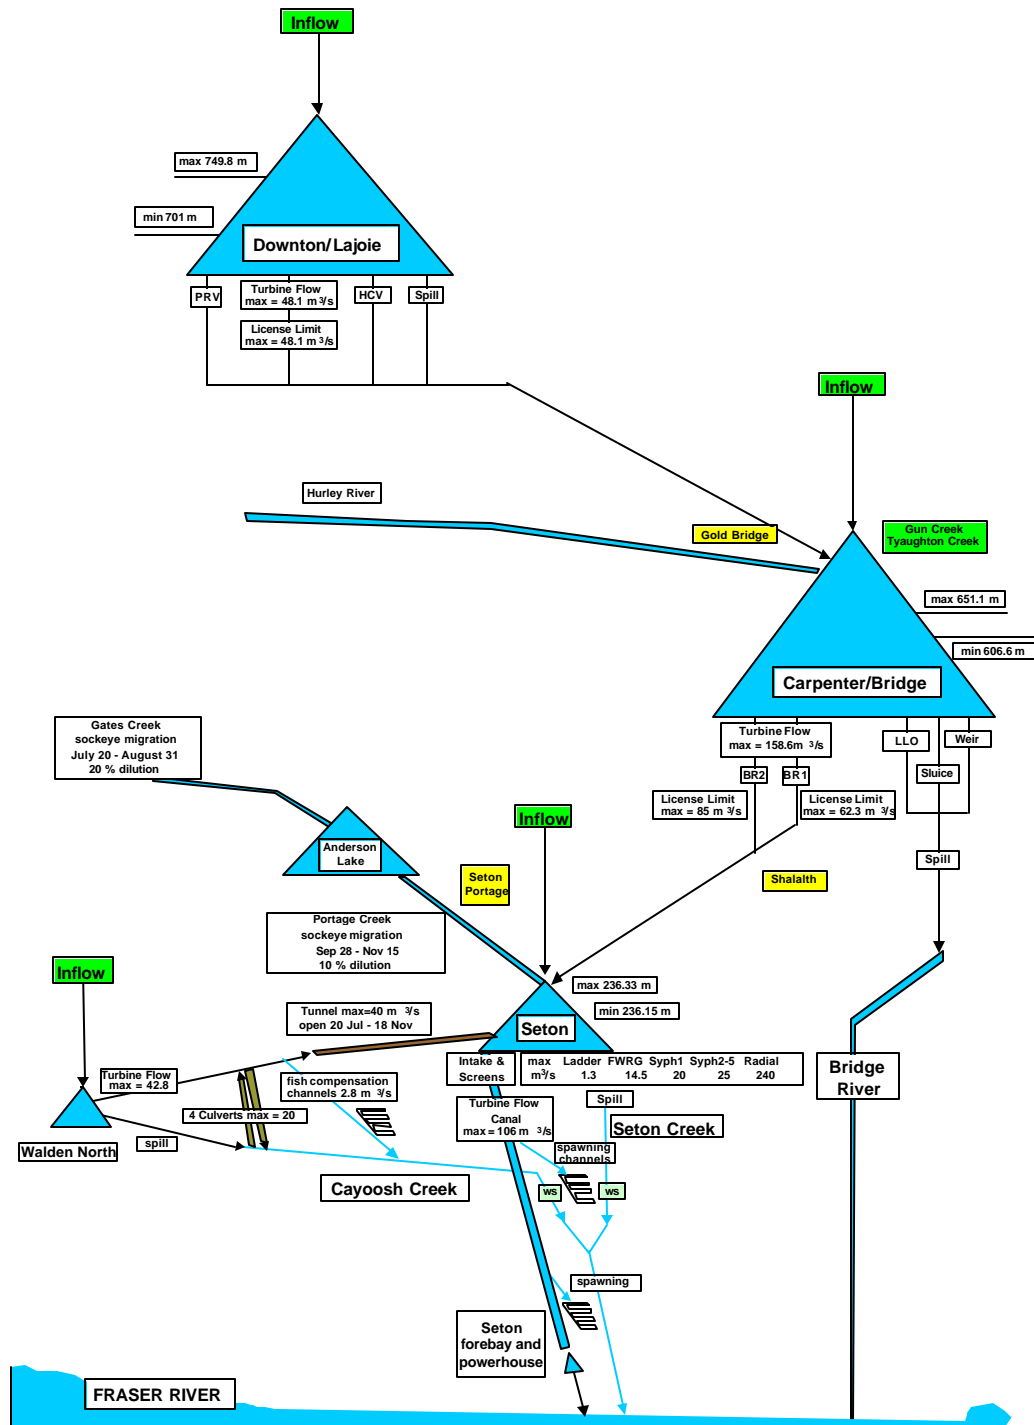 Inflow
max 749.8 m
min 701 m
Downton/Lajoie
PRV
Turbine Flow
max = 48.1 m 3/s
HCV
Spill
License Limit
max = 48.1 m 3/s
Inflow
Hurley River
Gold Bridge
Gun Creek
Tyaughton Creek
max 651.1 m
min 606.6 m
Carpenter/Bridge
Gates Creek
sockeye migration
July 20 - August 31
20 % dilution
Turbine Flow
max = 158.6m 3/s
LLO
Weir
BR2
BR1
Sluice
License Limit
max = 85 m 3/s
License Limit
max = 62.3 m 3/s
Inflow
Anderson
Lake
Spill
Seton
Portage
Shalalth
Portage Creek
sockeye migration
Sep 28 - Nov 15
10 % dilution
Inflow
max 236.33 m
min 236.15 m
Tunnel max=40 m 3/s
open 20 Jul - 18 Nov
Seton
Intake &
Screens
max Ladder FWRG Syph1 Syph2-5 Radial
m3/s 1.3 14.5 20 25 240
Bridge
River
Turbine Flow
max = 42.8
fish compensation
channels 2.8 m 3/s
4 Culverts max = 20
Turbine Flow
Canal
max = 106 m 3/s
Spill
Seton Creek
spill
Walden North
spawning
channels
Cayoosh Creek
ws
ws
spawning
Seton
forebay and
powerhouse
FRASER RIVER